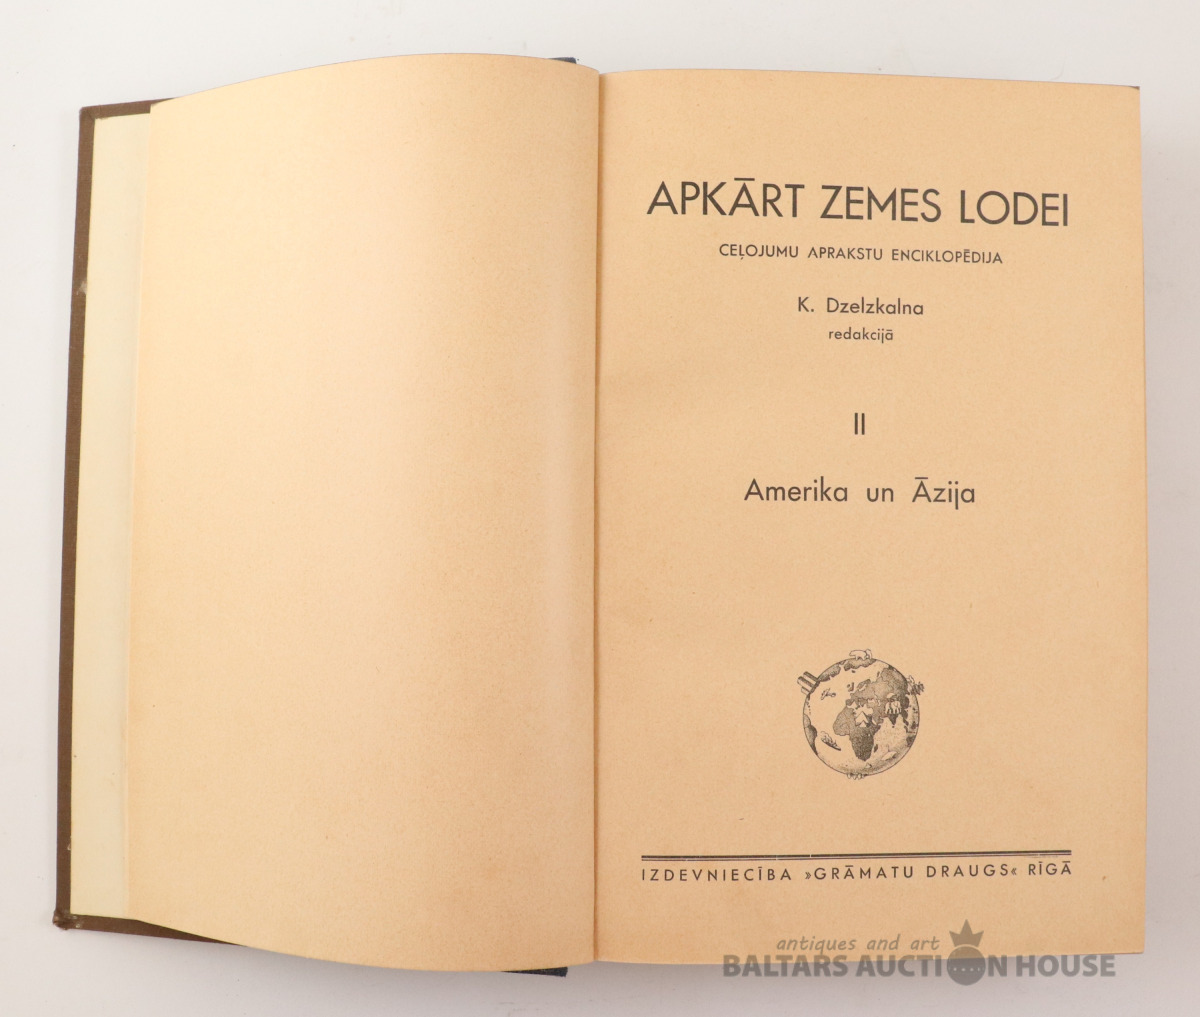 APKĀRT ZEMES LODEI
CEĻOJUMU APRAKSTU ENCIKLOPĒDIJA
K. Dzelzkalna
redakcijā
II
Amerika un Āzija
IZDEVNIECĪBA »GRĀMATU DRAUGS« RĪGĀ
antiques and art
BALTARS AUCTION HOUSE